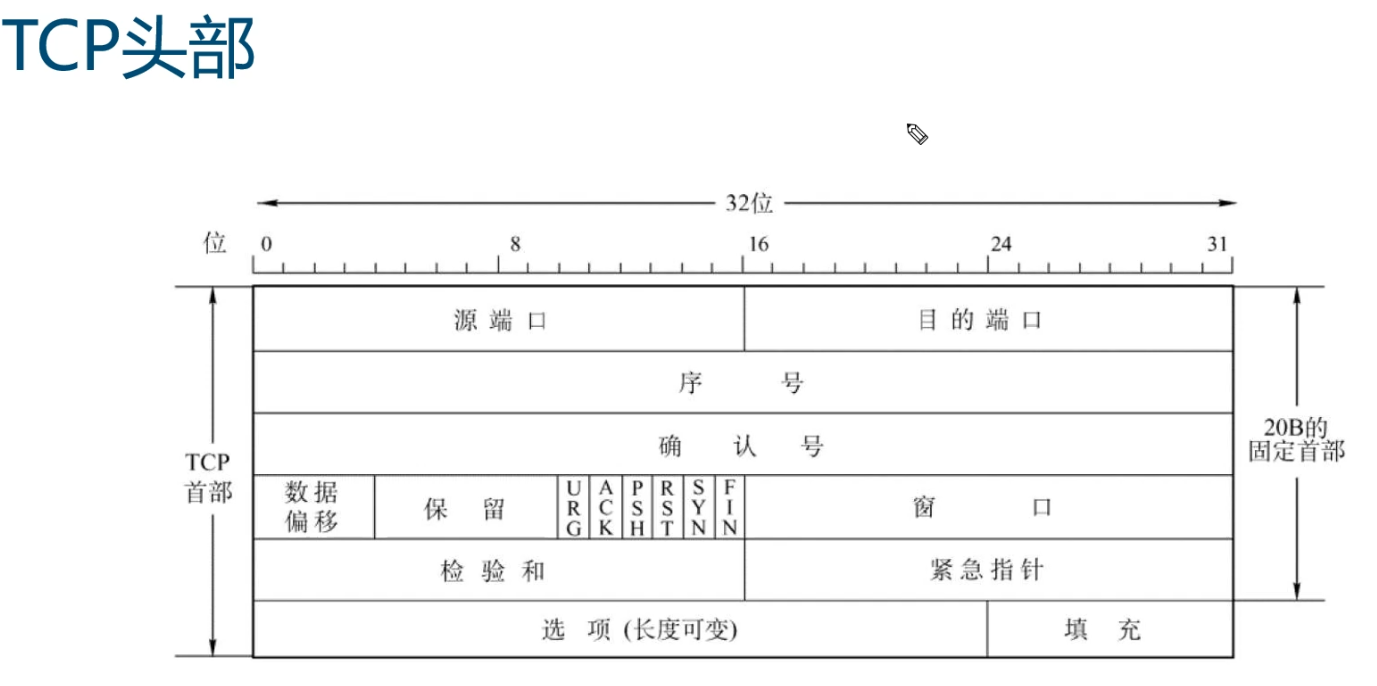 TCP头部
32位
位 0 8 16 24 31
源端口 目的端口
序号
确认号
数据偏移 保留 URG ACK PSH RST SYN FIN 窗口
检验和 紧急指针
选项(长度可变) 填充
TCP首部
20B的
固定首部